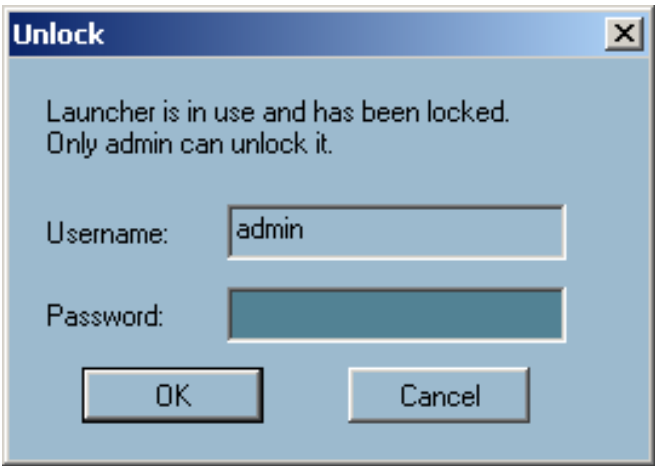 Unlock
Launcher is in use and has been locked.
Only admin can unlock it.
Username: admin
Password:
OK Cancel